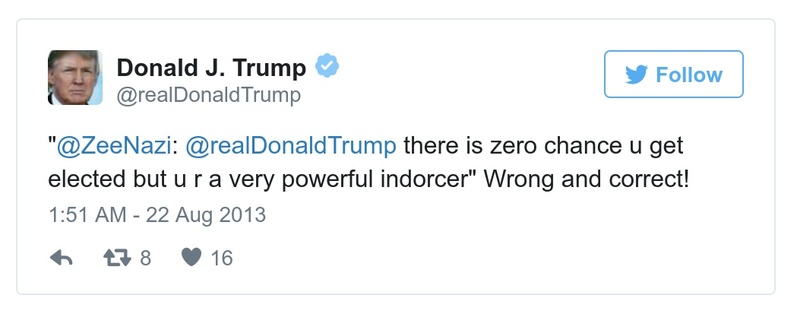 Donald J. Trump
@realDonaldTrump
Follow
"@ZeeNazi: @realDonaldTrump there is zero chance u get
elected but u r a very powerful indorcer" Wrong and correct!
1:51 AM - 22 Aug 2013
8 16